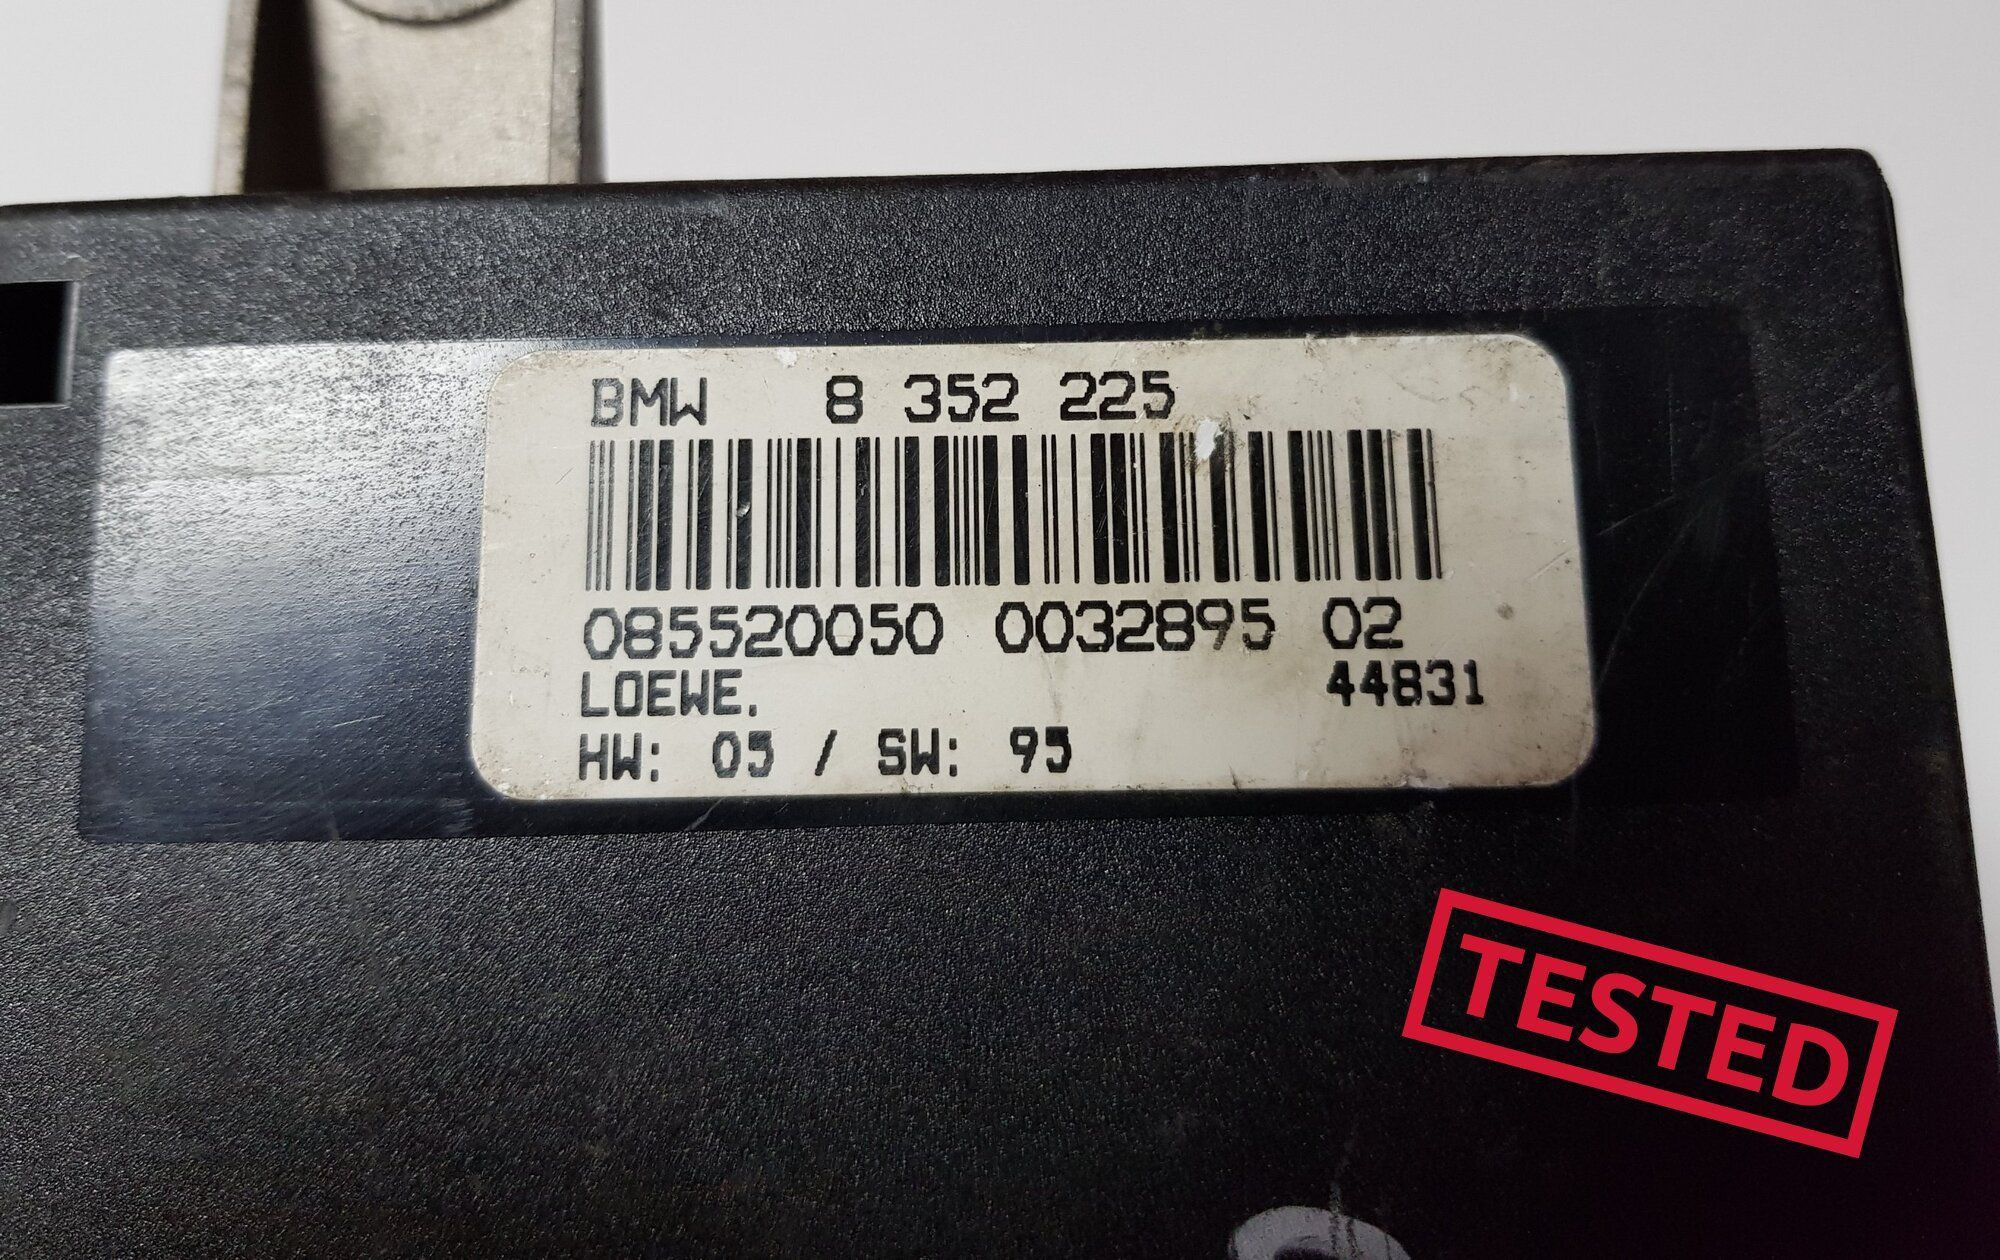 BMW 8 352 225
085520050 0032895 02
LOEWE. 44831
HW: 05 / SW: 95
TESTED